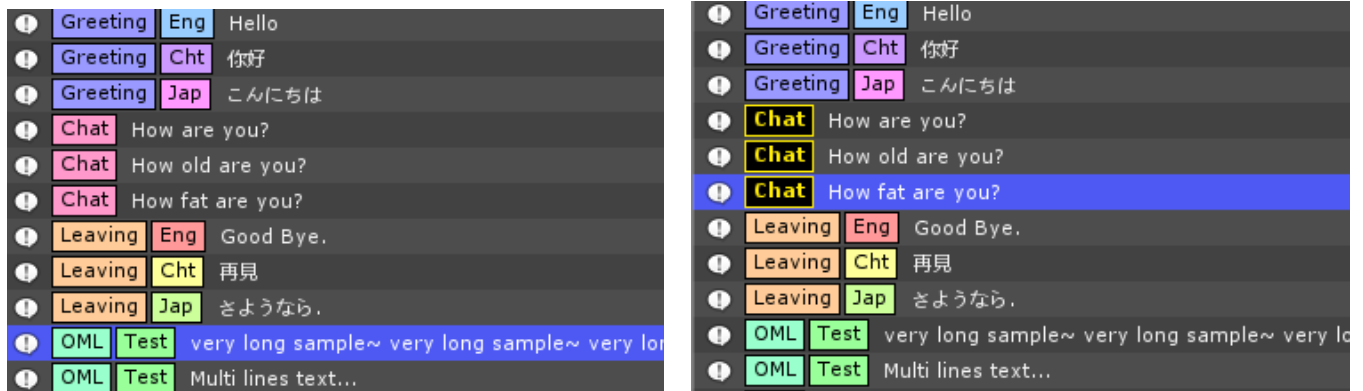 Greeting Eng Hello
Greeting Cht 你好
Greeting Jap こんにちは
Chat How are you?
Chat How old are you?
Chat How fat are you?
Leaving Eng Good Bye.
Leaving Cht 再見
Leaving Jap さようなら.
OML Test very long sample~ very long sample~ very lor
OML Test Multi lines text...
Greeting Eng Hello
Greeting Cht 你好
Greeting Jap こんにちは
Chat How are you?
Chat How old are you?
Chat How fat are you?
Leaving Eng Good Bye.
Leaving Cht 再見
Leaving Jap さようなら.
OML Test very long sample~ very long sample~ very lo
OML Test Multi lines text...